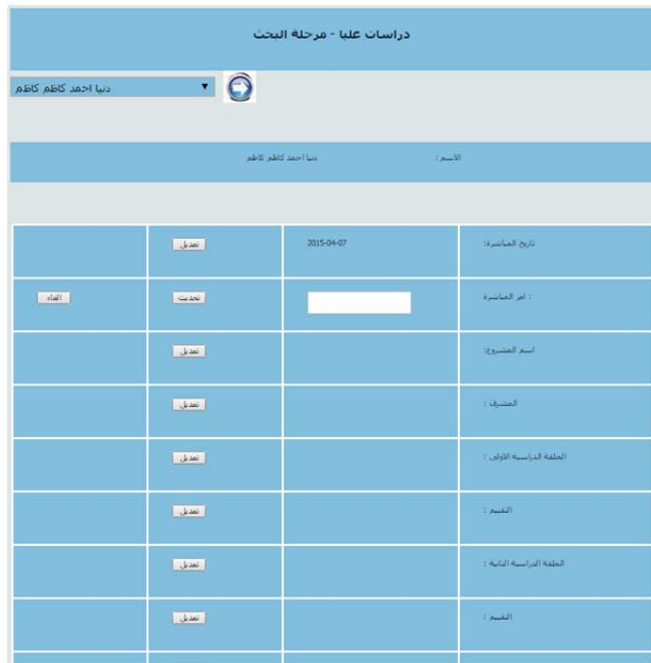 دراسات عليا - مرحلة البحث
دنيا احمد كاظم كاظم
الاسم : دنيا احمد كاظم كاظم
تاريخ المباشرة: 2015-04-07 تعديل
: امر المباشرة تحديث الغاء
اسم المشروع: تعديل
المشرف : تعديل
الحلقة الدراسية الاولى : تعديل
التقييم : تعديل
الحلقة الدراسية الثانية : تعديل
التقييم : تعديل